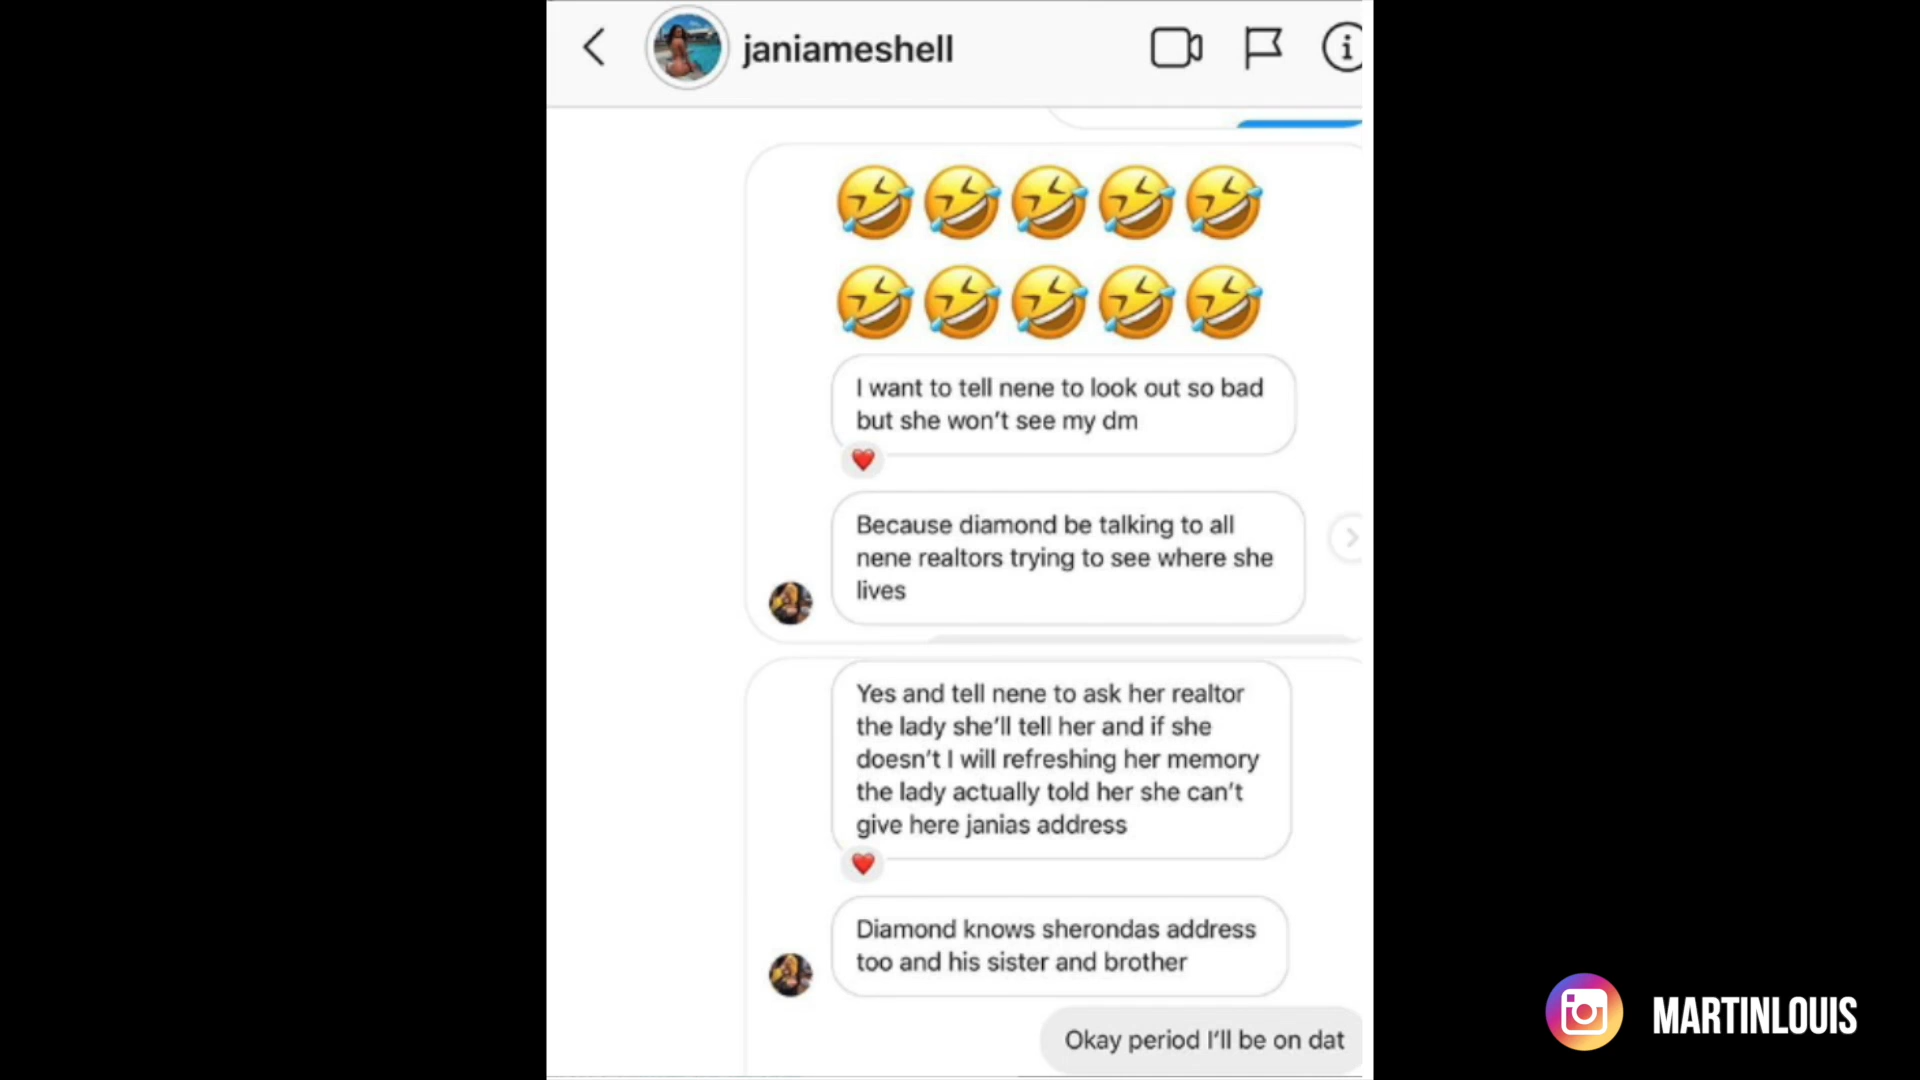 janiameshell
🤣🤣🤣🤣🤣
🤣🤣🤣🤣🤣
I want to tell nene to look out so bad
but she won't see my dm
Because diamond be talking to all
nene realtors trying to see where she
lives
Yes and tell nene to ask her realtor
the lady she'll tell her and if she
doesn't I will refreshing her memory
the lady actually told her she can't
give here janias address
Diamond knows sherondas address
too and his sister and brother
Okay period I'll be on dat
MARTINLOUIS